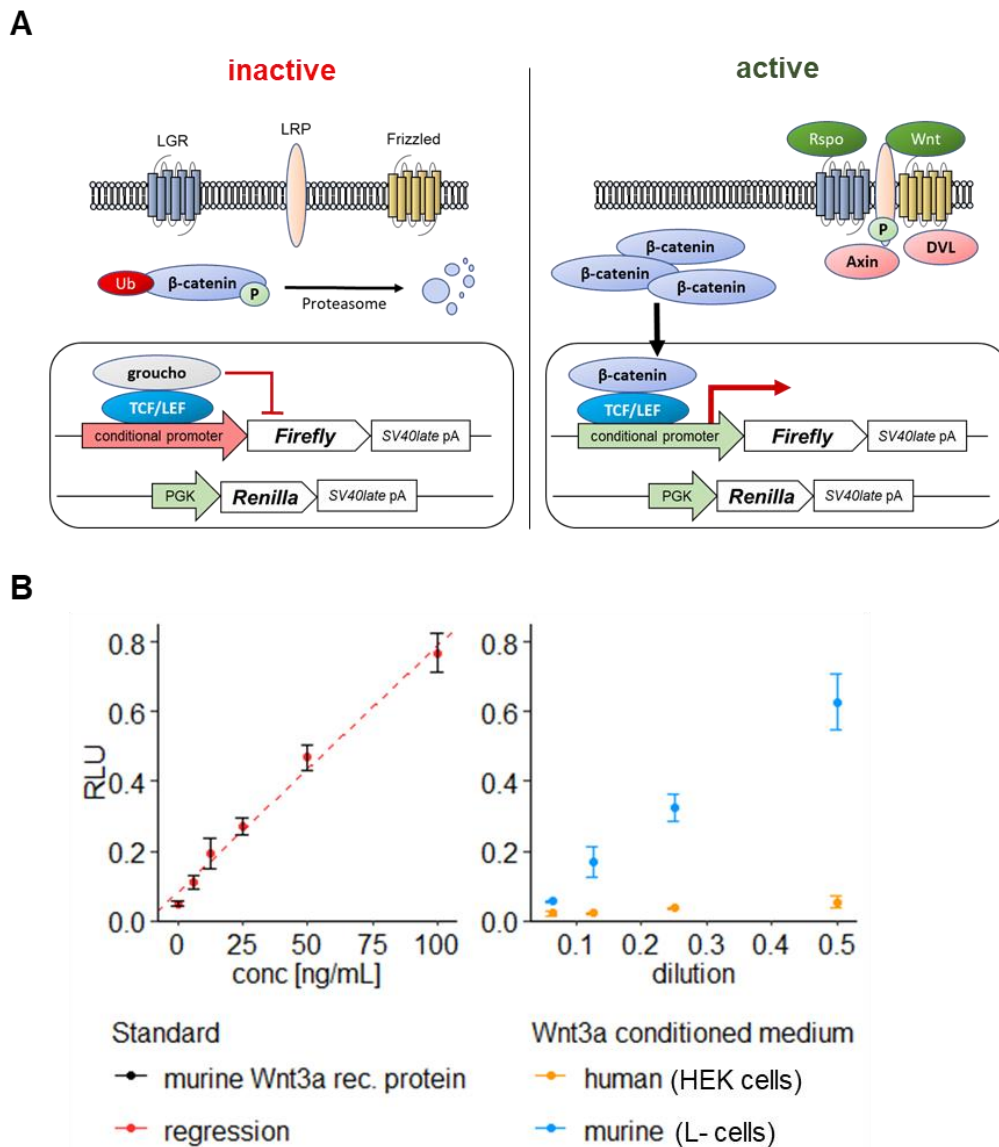 A
inactive
active
LGR
LRP
Frizzled
Rspo
Wnt
P
Axin
DVL
Ub
β-catenin
P
Proteasome
β-catenin
β-catenin
β-catenin
groucho
TCF/LEF
conditional promoter
Firefly
SV40late pA
PGK
Renilla
SV40late pA
β-catenin
TCF/LEF
conditional promoter
Firefly
SV40late pA
PGK
Renilla
SV40late pA
B
RLU
0.8
0.6
0.4
0.2
0.0
0 25 50 75 100
conc [ng/mL]
0.8
0.6
0.4
0.2
0.0
0.1 0.2 0.3 0.4 0.5
dilution
Standard
murine Wnt3a rec. protein
regression
Wnt3a conditioned medium
human (HEK cells)
murine (L- cells)